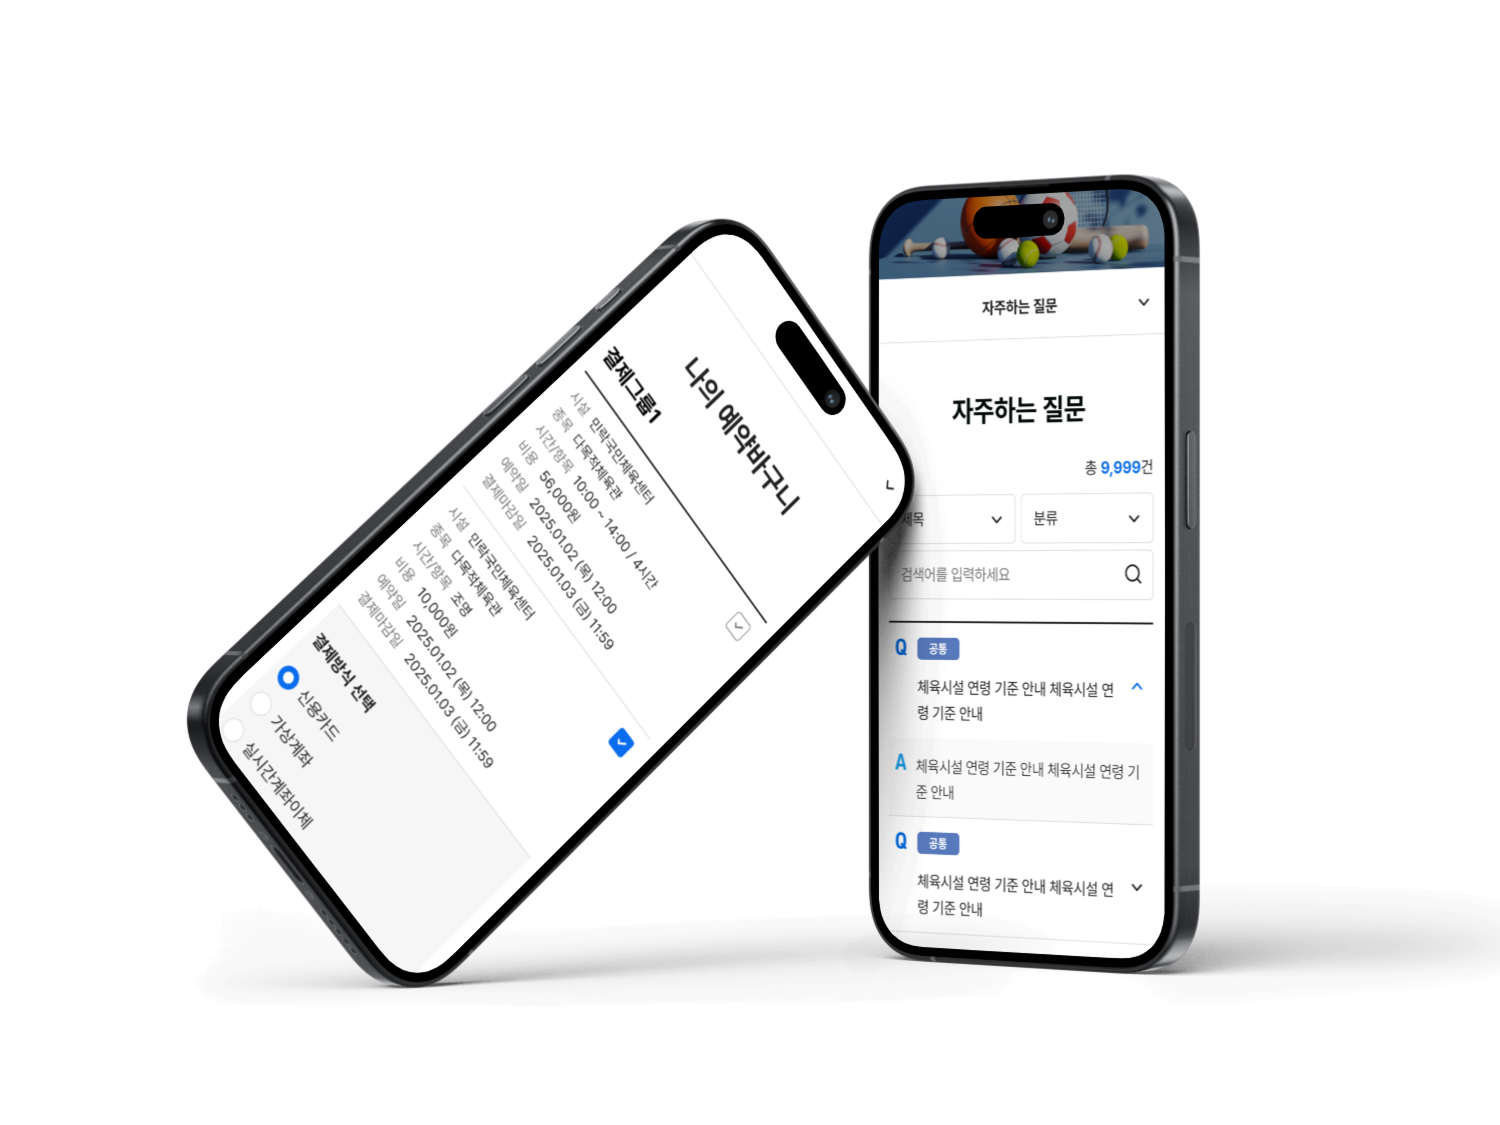 나의 예약바구니
결제그룹1
시설 민락국민체육센터
종목 다목적체육관
시간/항목 10:00 ~ 14:00 / 4시간
비용 56,000원
예약일 2025.01.02 (목) 12:00
결제마감일 2025.01.03 (금) 11:59
시설 민락국민체육센터
종목 다목적체육관
시간/항목 조명
비용 10,000원
예약일 2025.01.02 (목) 12:00
결제마감일 2025.01.03 (금) 11:59
결제방식 선택
신용카드
가상계좌
실시간계좌이체
자주하는 질문
자주하는 질문
총 9,999건
제목 분류
검색어를 입력하세요
Q 공통
체육시설 연령 기준 안내 체육시설 연
령 기준 안내
A 체육시설 연령 기준 안내 체육시설 연령 기
준 안내
Q 공통
체육시설 연령 기준 안내 체육시설 연
령 기준 안내